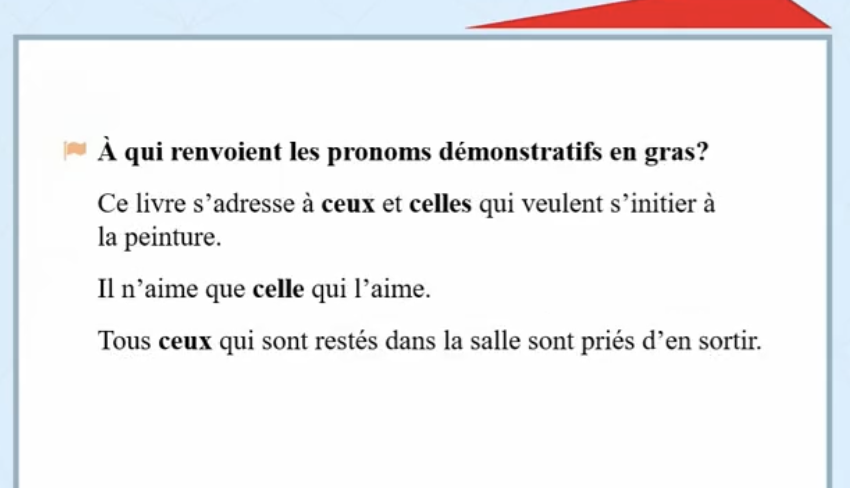 À qui renvoient les pronoms démonstratifs en gras?
Ce livre s’adresse à ceux et celles qui veulent s’initier à
la peinture.
Il n’aime que celle qui l’aime.
Tous ceux qui sont restés dans la salle sont priés d’en sortir.